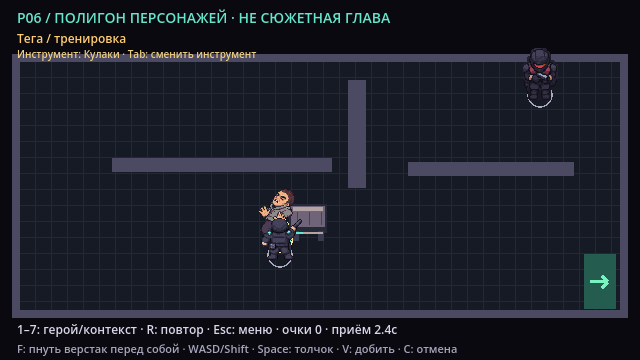 P06 / ПОЛИГОН ПЕРСОНАЖЕЙ · НЕ СЮЖЕТНАЯ ГЛАВА
Тега / тренировка
Инструмент: Кулаки · Tab: сменить инструмент
1–7: герой/контекст · R: повтор · Esc: меню · очки 0 · приём 2.4с
F: пнуть верстак перед собой · WASD/Shift · Space: толчок · V: добить · C: отмена